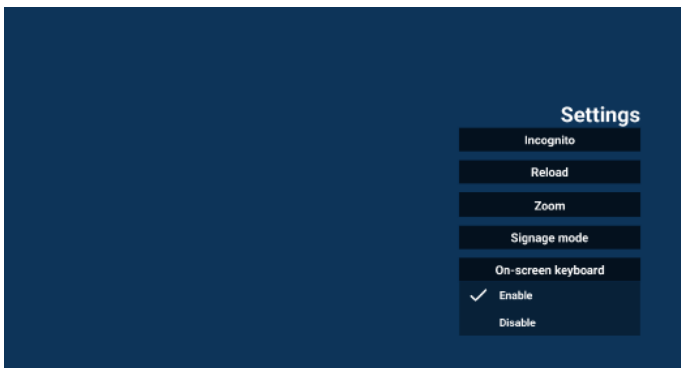 Settings
Incognito
Reload
Zoom
Signage mode
On-screen keyboard
Enable
Disable